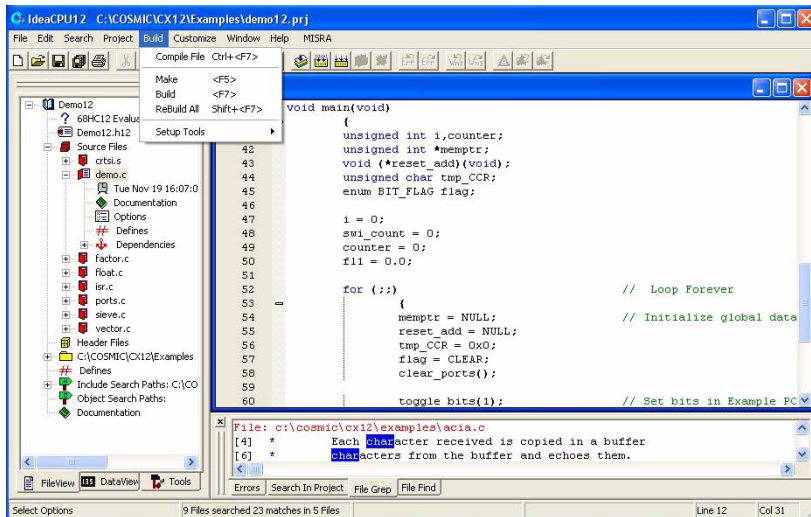 IdeaCPU12 C:\COSMIC\CX12\Examples\demo12.prj
File Edit Search Project Build Customize Window Help MISRA
Compile File Ctrl+<F7>
Make <F5>
Build <F7>
ReBuild All Shift+<F7>
Setup Tools
Demo12
68HC12 Evalua
Demo12.h12
Source Files
crtsi.s
demo.c
Tue Nov 19 16:07:0
Documentation
Options
Defines
Dependencies
factor.c
float.c
isr.c
ports.c
sieve.c
vector.c
Header Files
C:\COSMIC\CX12\Examples
Defines
Include Search Paths: C:\CO
Object Search Paths:
Documentation
FileView DataView Tools
void main(void)
{
42 unsigned int i,counter;
unsigned int *memptr;
43 void (*reset_add)(void);
44 unsigned char tmp_CCR;
45 enum BIT_FLAG flag;
46
47 i = 0;
48 swi_count = 0;
49 counter = 0;
50 fl1 = 0.0;
51
52 for (;;) // Loop Forever
53 {
54 memptr = NULL; // Initialize global data
55 reset_add = NULL;
56 tmp_CCR = 0x0;
57 flag = CLEAR;
58 clear_ports();
59
60 toggle_bits(1); // Set bits in Example PC
File: c:\cosmic\cx12\examples\acia.c
[4] * Each character received is copied in a buffer
[6] * characters from the buffer and echoes them.
Errors Search In Project File Grep File Find
Select Options 9 Files searched 23 matches in 5 Files Line 12 Col 31